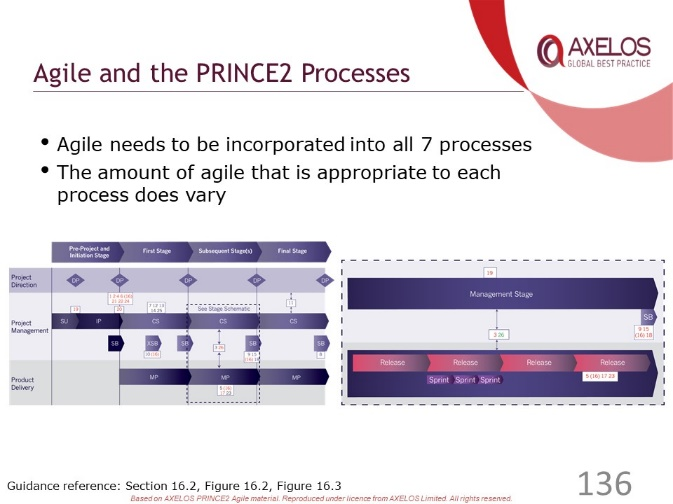 AXELOS
GLOBAL BEST PRACTICE
Agile and the PRINCE2 Processes
• Agile needs to be incorporated into all 7 processes
• The amount of agile that is appropriate to each
process does vary
Pre-Project and
Initiation Stage
First Stage
Subsequent Stage(s)
Final Stage
Project
Direction
DP
DP
DP
DP
DP
See Stage Schematic
Project
Management
SU
IP
CS
CS
CS
SB
XSB
SB
SB
SB
Product
Delivery
MP
MP
MP
19
Management Stage
SB
9 15
(16) 18
3 26
Release
Release
Release
Release
Sprint
Sprint
Sprint
5 (16) 17 23
Guidance reference: Section 16.2, Figure 16.2, Figure 16.3
136
Based on AXELOS PRINCE2 Agile material. Reproduced under licence from AXELOS Limited. All rights reserved.